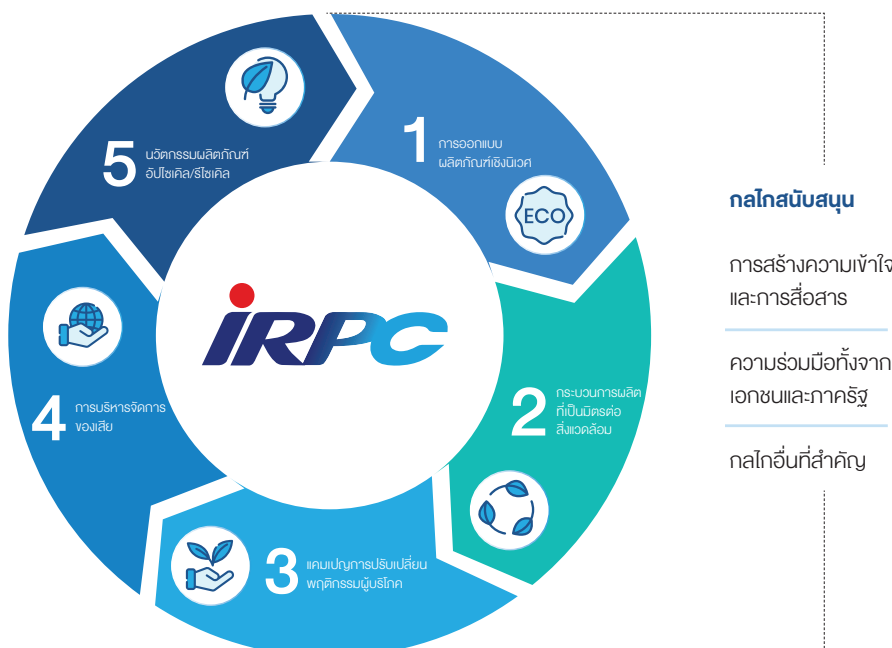 1
การออกแบบ
ผลิตภัณฑ์เชิงนิเวศ
ECO
2
กระบวนการผลิต
ที่เป็นมิตรต่อ
สิ่งแวดล้อม
3
แคมเปญการปรับเปลี่ยน
พฤติกรรมผู้บริโภค
4
การบริหารจัดการ
ของเสีย
5
นวัตกรรมผลิตภัณฑ์
อัปไซเคิล/รีไซเคิล
iRPC
กลไกสนับสนุน
การสร้างความเข้าใจ
และการสื่อสาร
ความร่วมมือทั้งจาก
เอกชนและภาครัฐ
กลไกอื่นที่สำคัญ